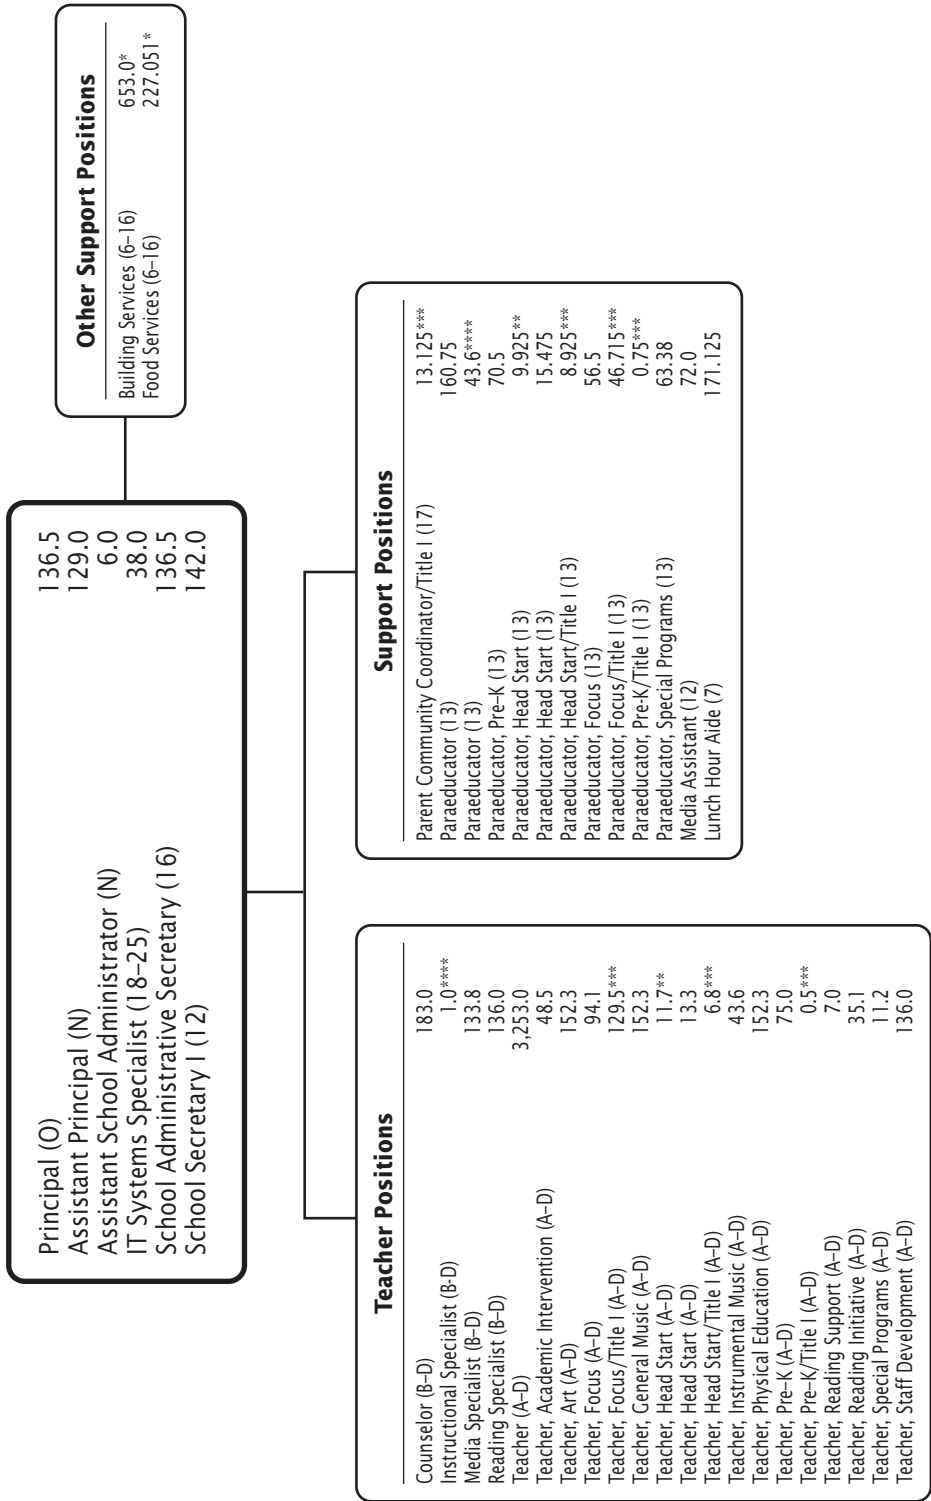 Principal (O) 136.5
Assistant Principal (N) 129.0
Assistant School Administrator (N) 6.0
IT Systems Specialist (18–25) 38.0
School Administrative Secretary (16) 136.5
School Secretary I (12) 142.0
Other Support Positions
Building Services (6–16) 653.0*
Food Services (6–16) 227.051*
Teacher Positions
Counselor (B–D) 183.0
Instructional Specialist (B-D) 1.0****
Media Specialist (B–D) 133.8
Reading Specialist (B–D) 136.0
Teacher (A–D) 3,253.0
Teacher, Academic Intervention (A–D) 48.5
Teacher, Art (A–D) 152.3
Teacher, Focus (A–D) 94.1
Teacher, Focus/Title I (A–D) 129.5***
Teacher, General Music (A–D) 152.3
Teacher, Head Start (A–D) 11.7**
Teacher, Head Start (A–D) 13.3
Teacher, Head Start/Title I (A–D) 6.8***
Teacher, Instrumental Music (A–D) 43.6
Teacher, Physical Education (A–D) 152.3
Teacher, Pre–K (A–D) 75.0
Teacher, Pre–K/Title I (A–D) 0.5***
Teacher, Reading Support (A–D) 7.0
Teacher, Reading Initiative (A–D) 35.1
Teacher, Special Programs (A–D) 11.2
Teacher, Staff Development (A–D) 136.0
Support Positions
Parent Community Coordinator/Title I (17) 13.125***
Paraeducator (13) 160.75
Paraeducator (13) 43.6****
Paraeducator, Pre–K (13) 70.5
Paraeducator, Head Start (13) 9.925**
Paraeducator, Head Start (13) 15.475
Paraeducator, Head Start/Title I (13) 8.925***
Paraeducator, Focus (13) 56.5
Paraeducator, Focus/Title I (13) 46.715***
Paraeducator, Pre-K/Title I (13) 0.75***
Paraeducator, Special Programs (13) 63.38
Media Assistant (12) 72.0
Lunch Hour Aide (7) 171.125